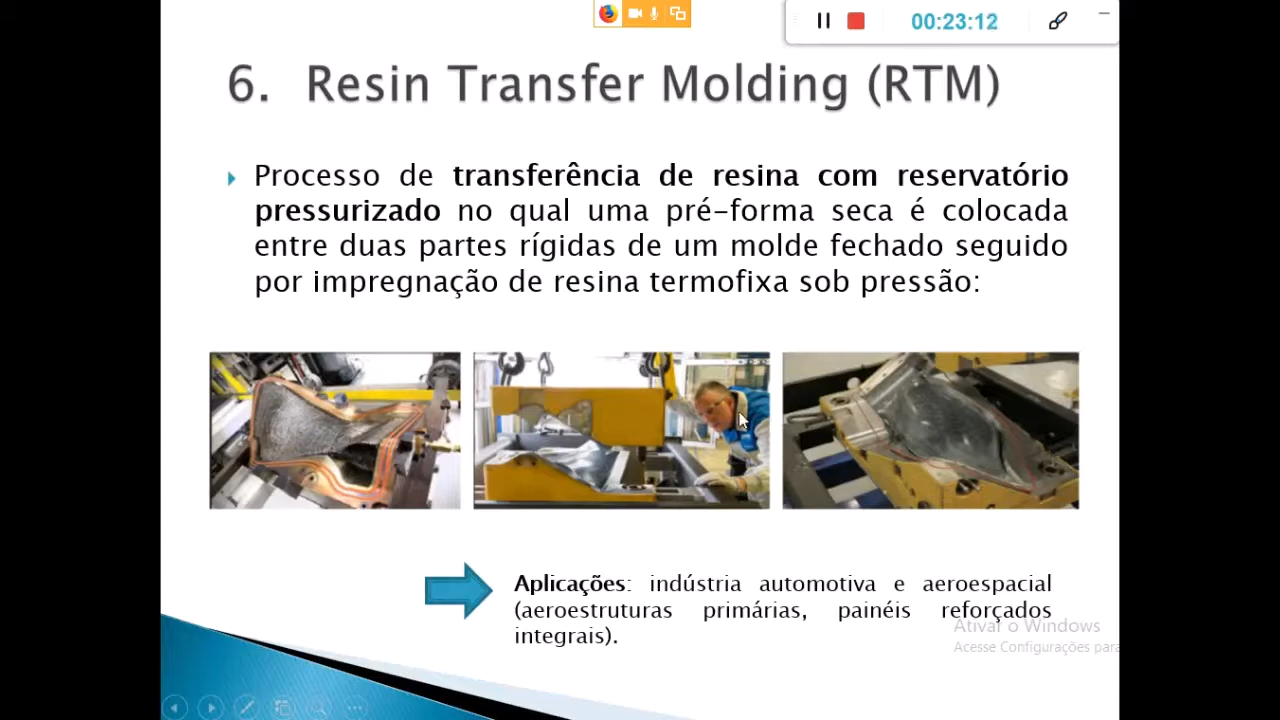 00:23:12
6. Resin Transfer Molding (RTM)
Processo de transferência de resina com reservatório
pressurizado no qual uma pré-forma seca é colocada
entre duas partes rígidas de um molde fechado seguido
por impregnação de resina termofixa sob pressão:
Aplicações: indústria automotiva e aeroespacial
(aeroestruturas primárias, painéis reforçados
integrais).
Ativar o Windows
Acesse Configurações para